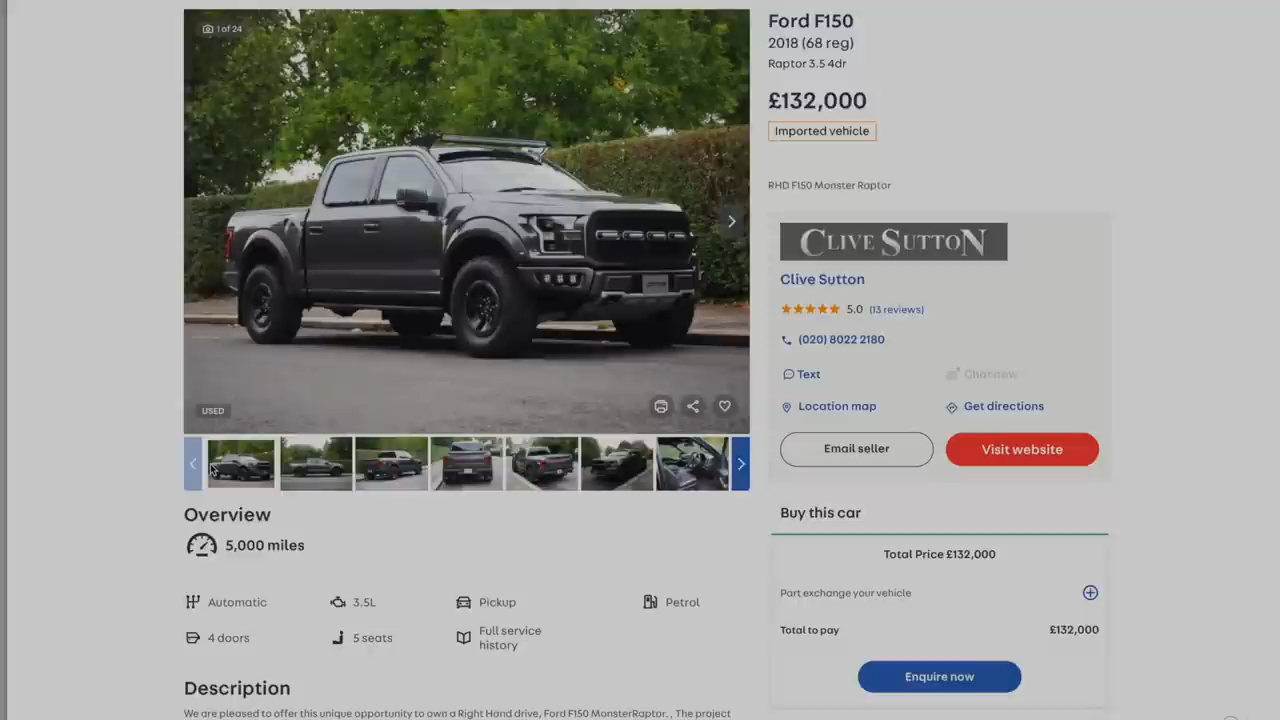 1 of 24
USED
Ford F150
2018 (68 reg)
Raptor 3.5 4dr
£132,000
Imported vehicle
RHD F150 Monster Raptor
CLIVE SUTTON
Clive Sutton
5.0 (13 reviews)
(020) 8022 2180
Text
Chat now
Location map
Get directions
Email seller
Visit website
Overview
5,000 miles
Automatic
3.5L
Pickup
Petrol
4 doors
5 seats
Full service
history
Description
We are pleased to offer this unique opportunity to own a Right Hand drive, Ford F150 MonsterRaptor. , The project
Buy this car
Total Price £132,000
Part exchange your vehicle
Total to pay
£132,000
Enquire now